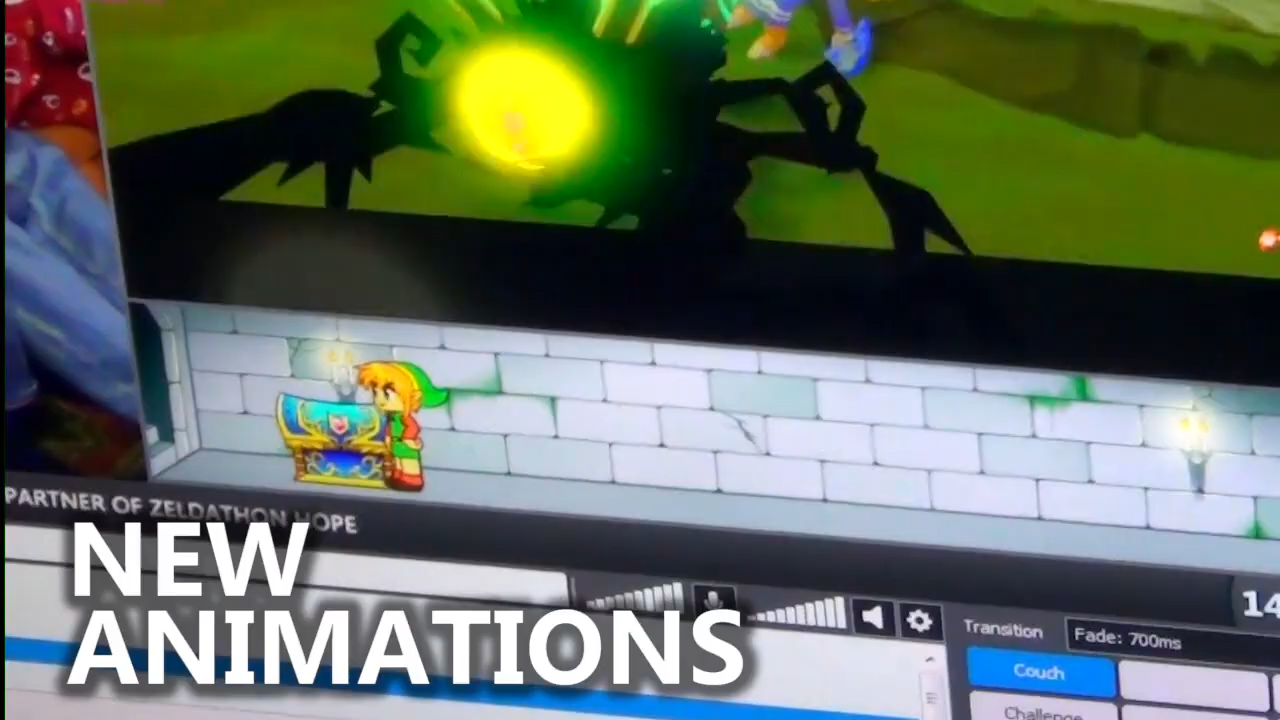 PARTNER OF ZELDATHON HOPE
NEW
ANIMATIONS
14
Transition
Fade: 700ms
Couch
Challenge